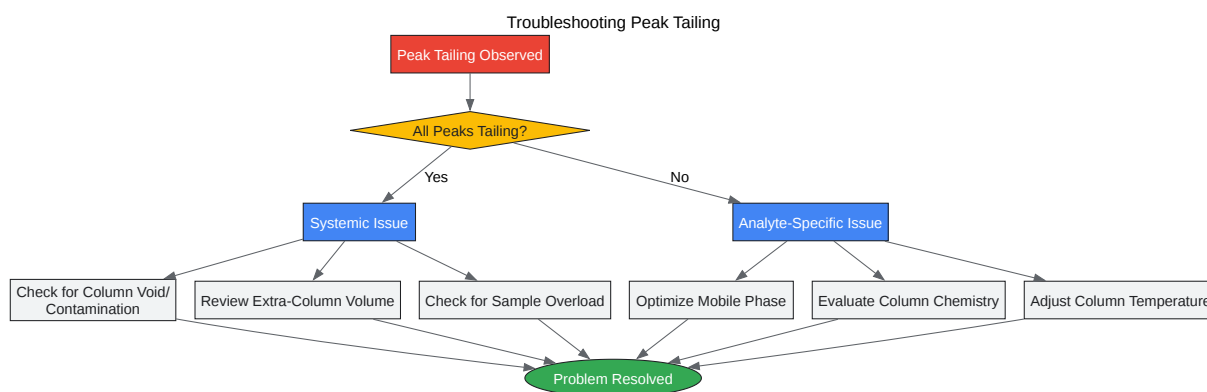 Troubleshooting Peak Tailing
Peak Tailing Observed
All Peaks Tailing?
Yes
No
Systemic Issue
Analyte-Specific Issue
Check for Column Void/
Contamination
Review Extra-Column Volume
Check for Sample Overload
Optimize Mobile Phase
Evaluate Column Chemistry
Adjust Column Temperature
Problem Resolved